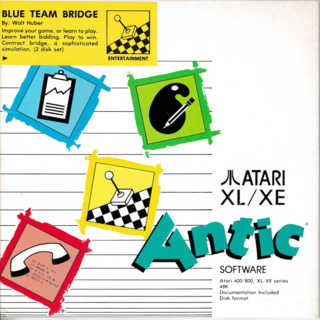 BLUE TEAM BRIDGE
By: Walt Huber
Improve your game, or learn to play.
Learn better bidding. Play to win.
Contract bridge, a sophisticated
simulation. (2 disk set)
ENTERTAINMENT
ATARI
XL/XE
Antic
SOFTWARE
Atari 400/800, XL/XE series
48K
Documentation Included
Disk format